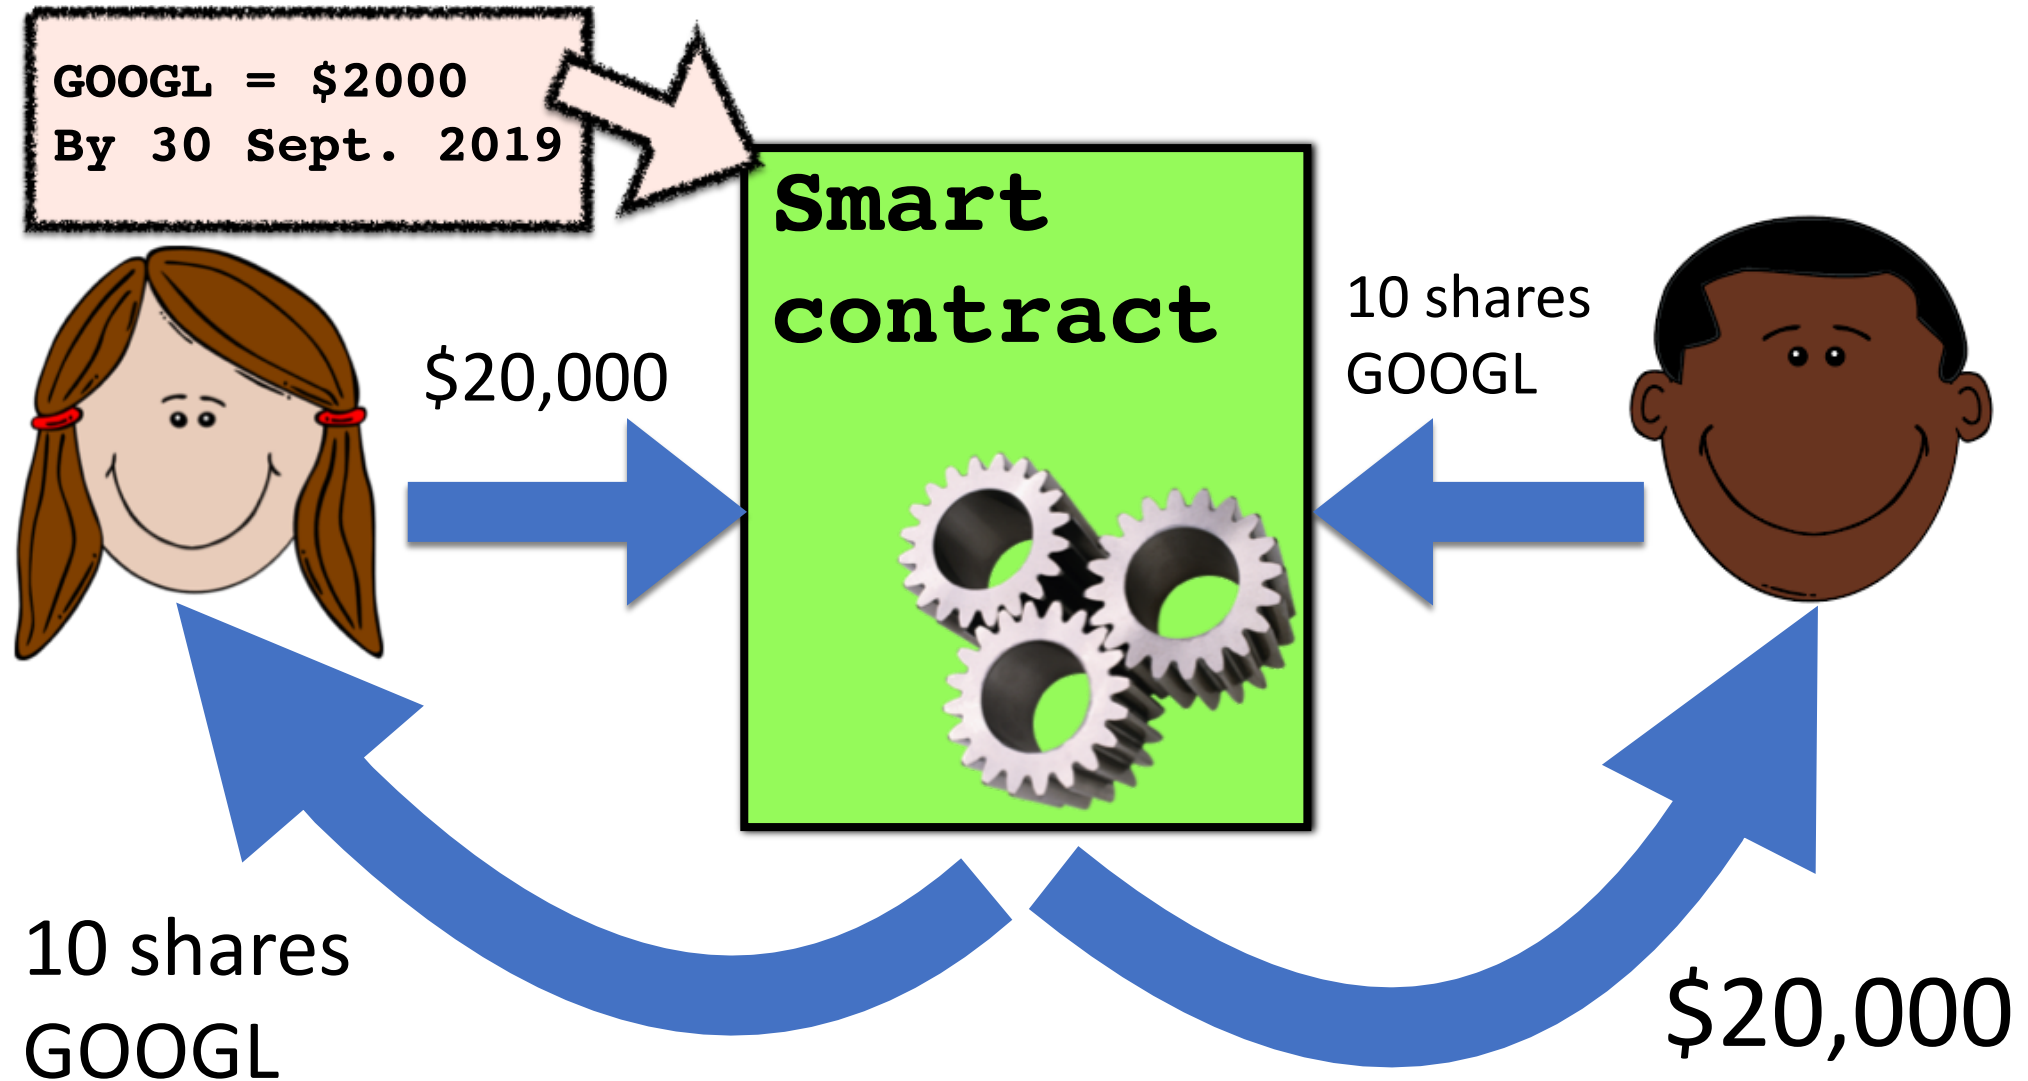 GOOGL = $2000
By 30 Sept. 2019
Smart
contract
$20,000
10 shares
GOOGL
10 shares
GOOGL
$20,000